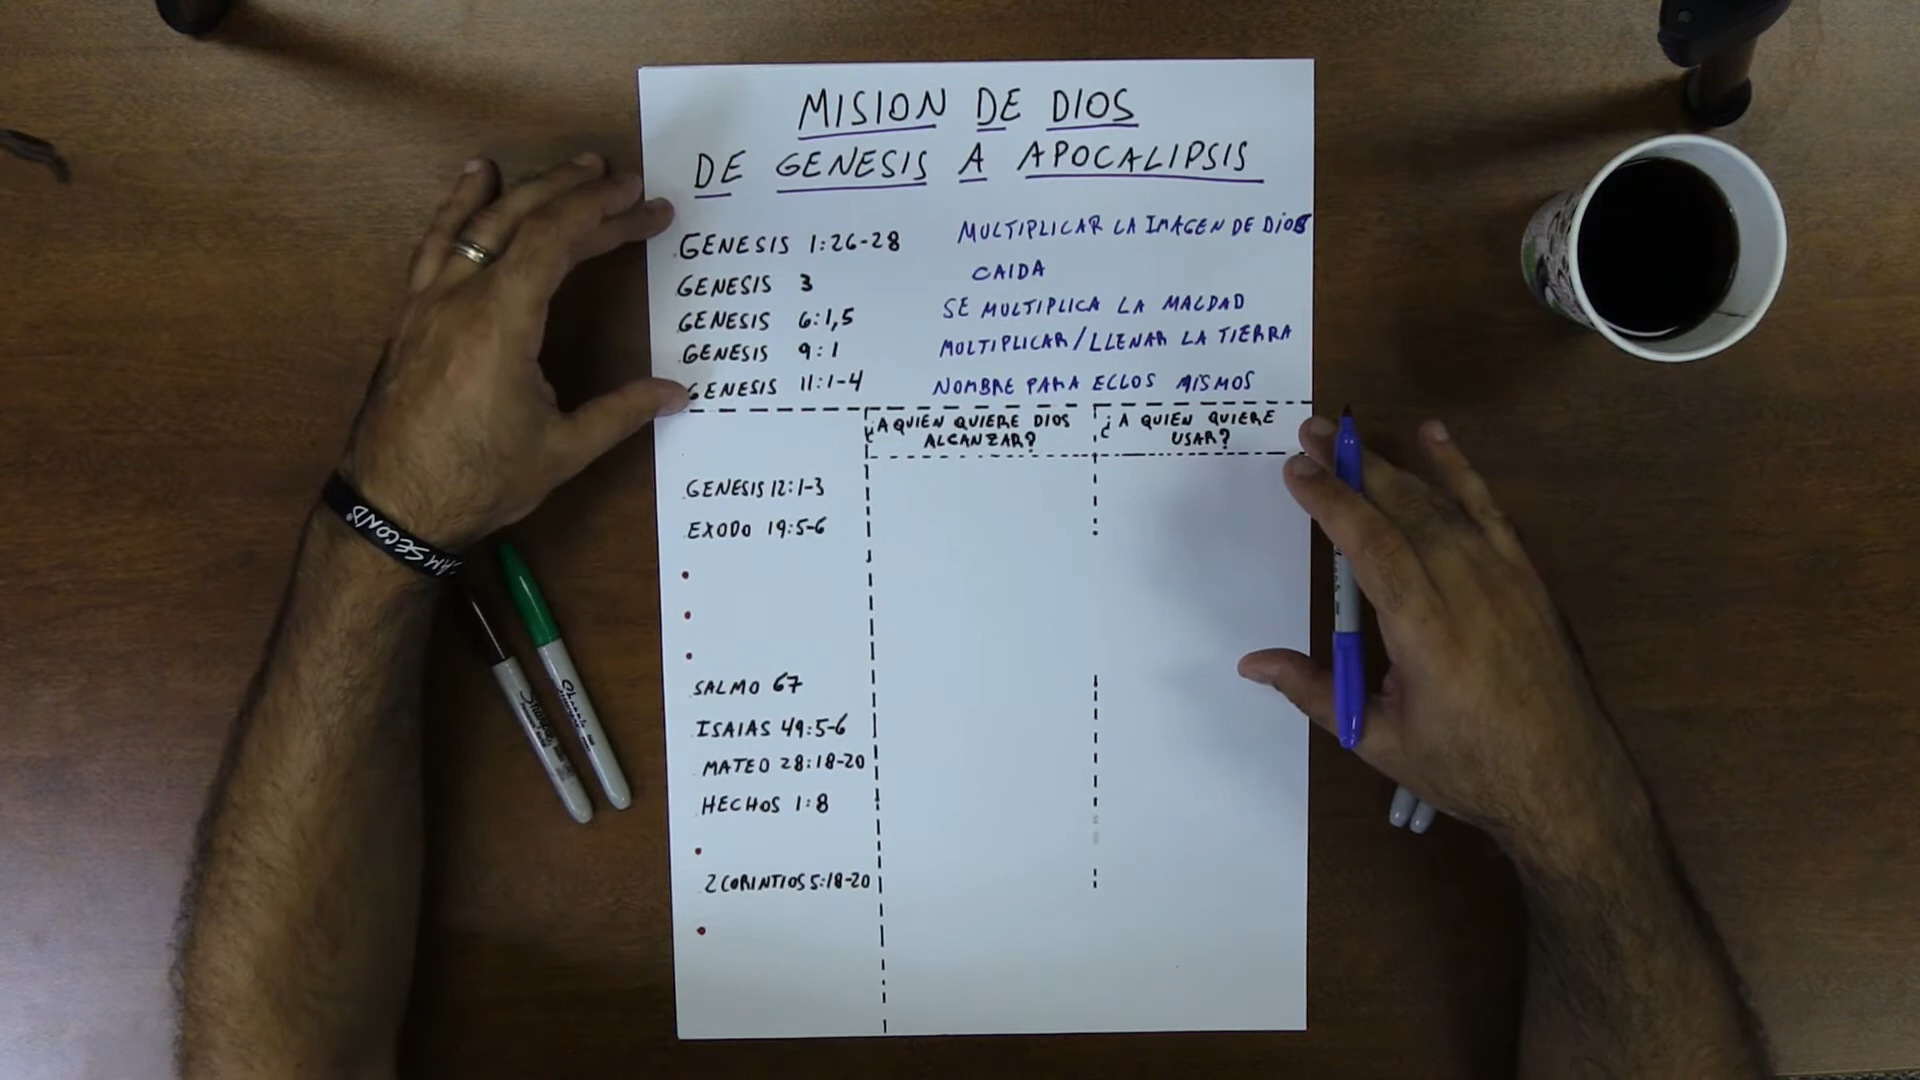 MISION DE DIOS
DE GENESIS A APOCALIPSIS
GENESIS 1:26-28 MULTIPLICAR LA IMAGEN DE DIOS
GENESIS 3 CAIDA
GENESIS 6:1,5 SE MULTIPLICA LA MALDAD
GENESIS 9:1 MULTIPLICAR/LLENAR LA TIERRA
GENESIS 11:1-4 NOMBRE PARA ELLOS MISMOS
¿A QUIEN QUIERE DIOS
ALCANZAR?
¿A QUIEN QUIERE
USAR?
GENESIS 12:1-3
EXODO 19:5-6
SALMO 67
ISAIAS 49:5-6
MATEO 28:18-20
HECHOS 1:8
2 CORINTIOS 5:18-20
AM SECOND
Sharpie